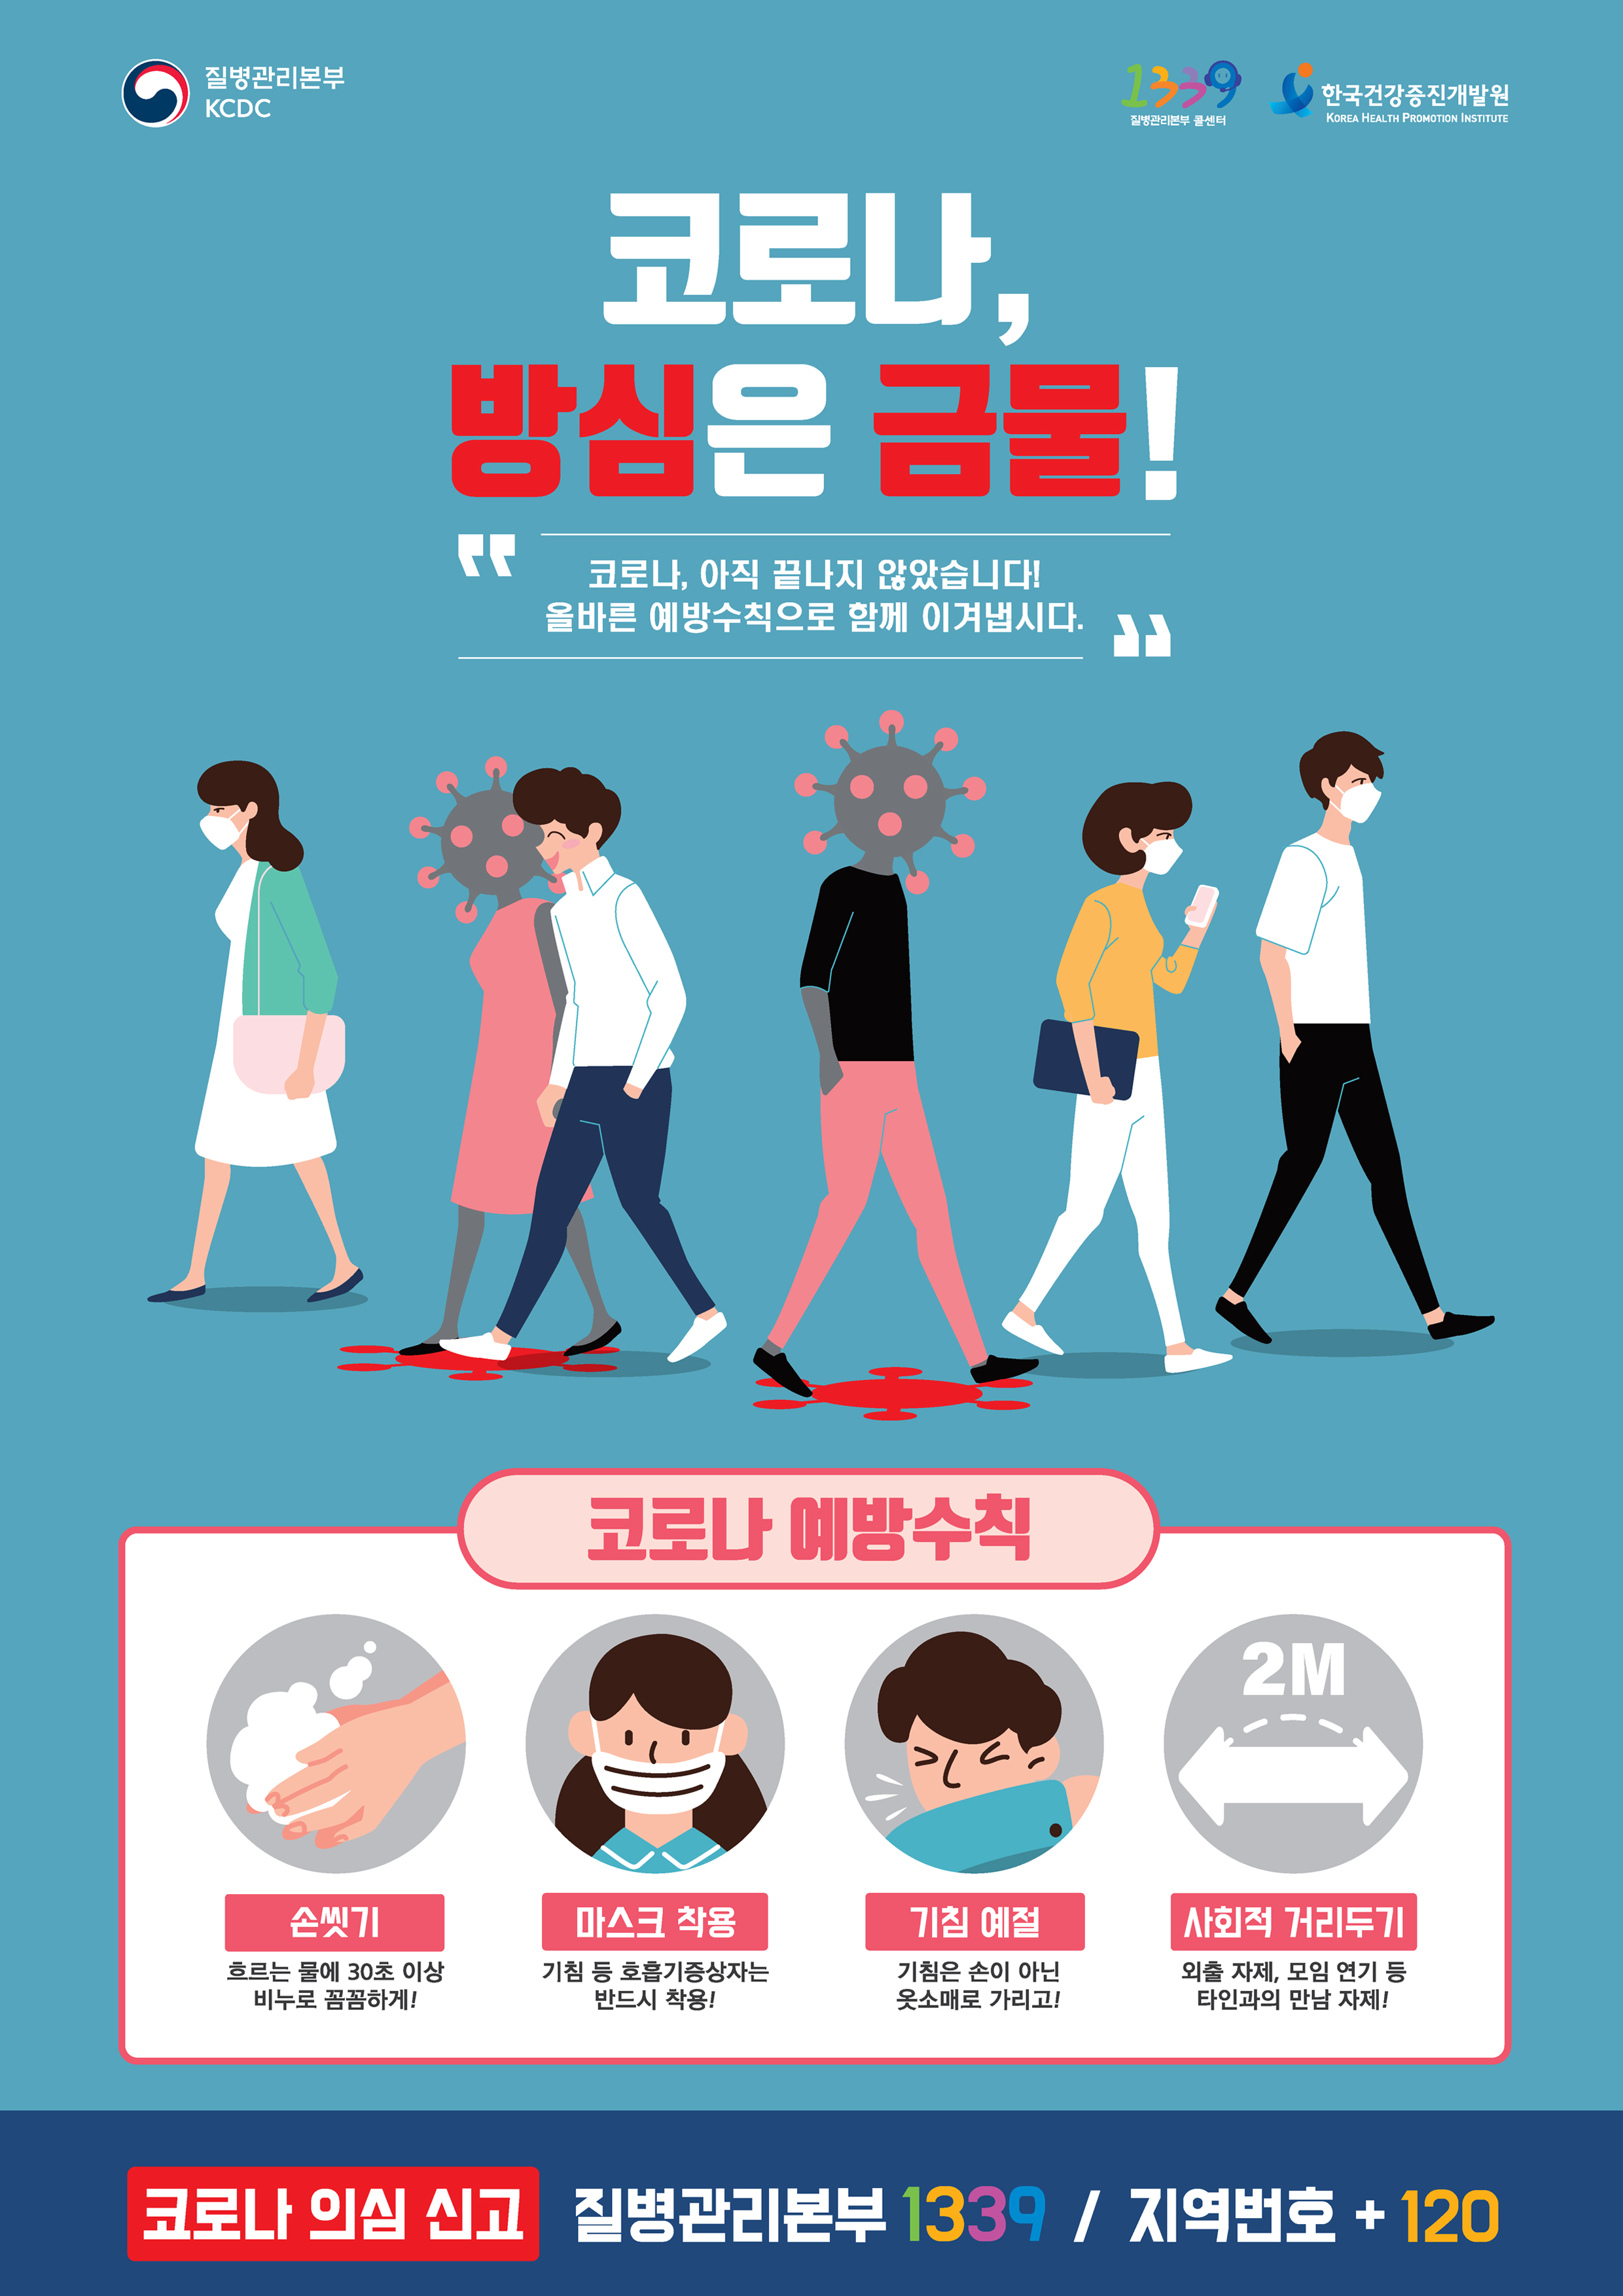 질병관리본부
KCDC
1339
질병관리본부 콜센터
한국건강증진개발원
KOREA HEALTH PROMOTION INSTITUTE
코로나,
방심은 금물!
"코로나, 아직 끝나지 않았습니다!
올바른 예방수칙으로 함께 이겨냅시다."
코로나 예방수칙
손씻기
흐르는 물에 30초 이상
비누로 꼼꼼하게!
마스크 착용
기침 등 호흡기증상자는
반드시 착용!
기침 예절
기침은 손이 아닌
옷소매로 가리고!
2M
사회적 거리두기
외출 자제, 모임 연기 등
타인과의 만남 자제!
코로나 의심 신고 질병관리본부 1339 / 지역번호 + 120